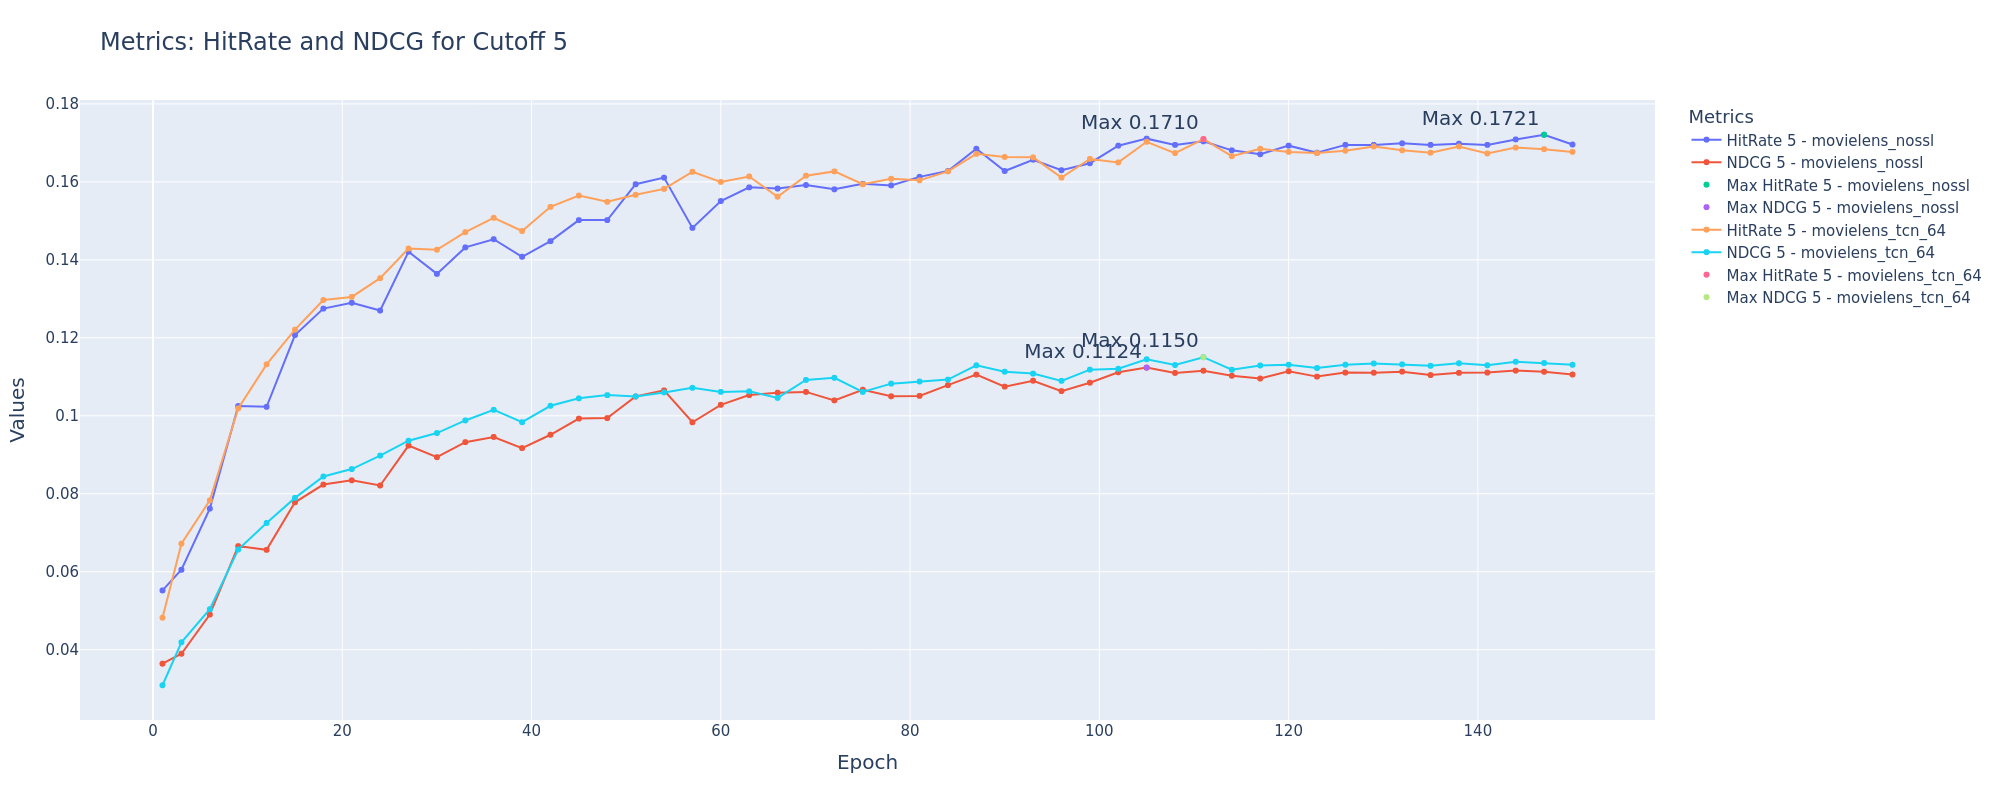 Metrics: HitRate and NDCG for Cutoff 5
Values
0.18
0.16
0.14
0.12
0.1
0.08
0.06
0.04
Max 0.1710
Max 0.1721
Max 0.1150
Max 0.1124
0
20
40
60
80
100
120
140
Epoch
Metrics
HitRate 5 - movielens_nossl
NDCG 5 - movielens_nossl
Max HitRate 5 - movielens_nossl
Max NDCG 5 - movielens_nossl
HitRate 5 - movielens_tcn_64
NDCG 5 - movielens_tcn_64
Max HitRate 5 - movielens_tcn_64
Max NDCG 5 - movielens_tcn_64